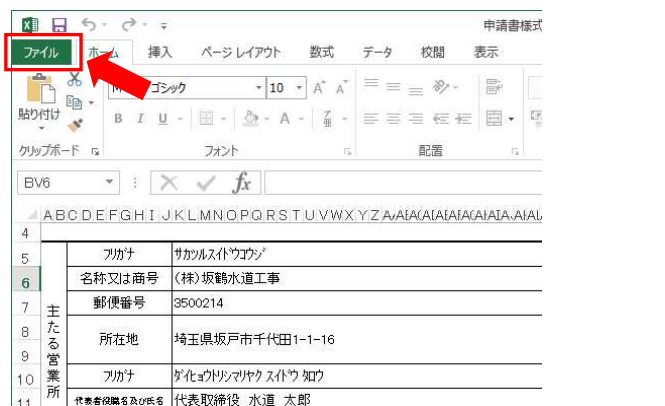 申請書様式
ファイル ホーム 挿入 ページ レイアウト 数式 データ 校閲 表示
ゴシック 10 A A
貼り付け B I U A 亜
クリップボード フォント 配置
BV6 fx
A B C D E F G H I J K L M N O P Q R S T U V W X Y Z
4
5 フリガナ サカツルスイドウコウジ
6 名称又は商号 (株)坂鶴水道工事
7 郵便番号 3500214
8 所在地 埼玉県坂戸市千代田1-1-16
9
10 フリガナ ダイヒョウトリシマリヤク スイドウ タロウ
11 代表者役職名及び氏名 代表取締役 水道 太郎
主たる営業所